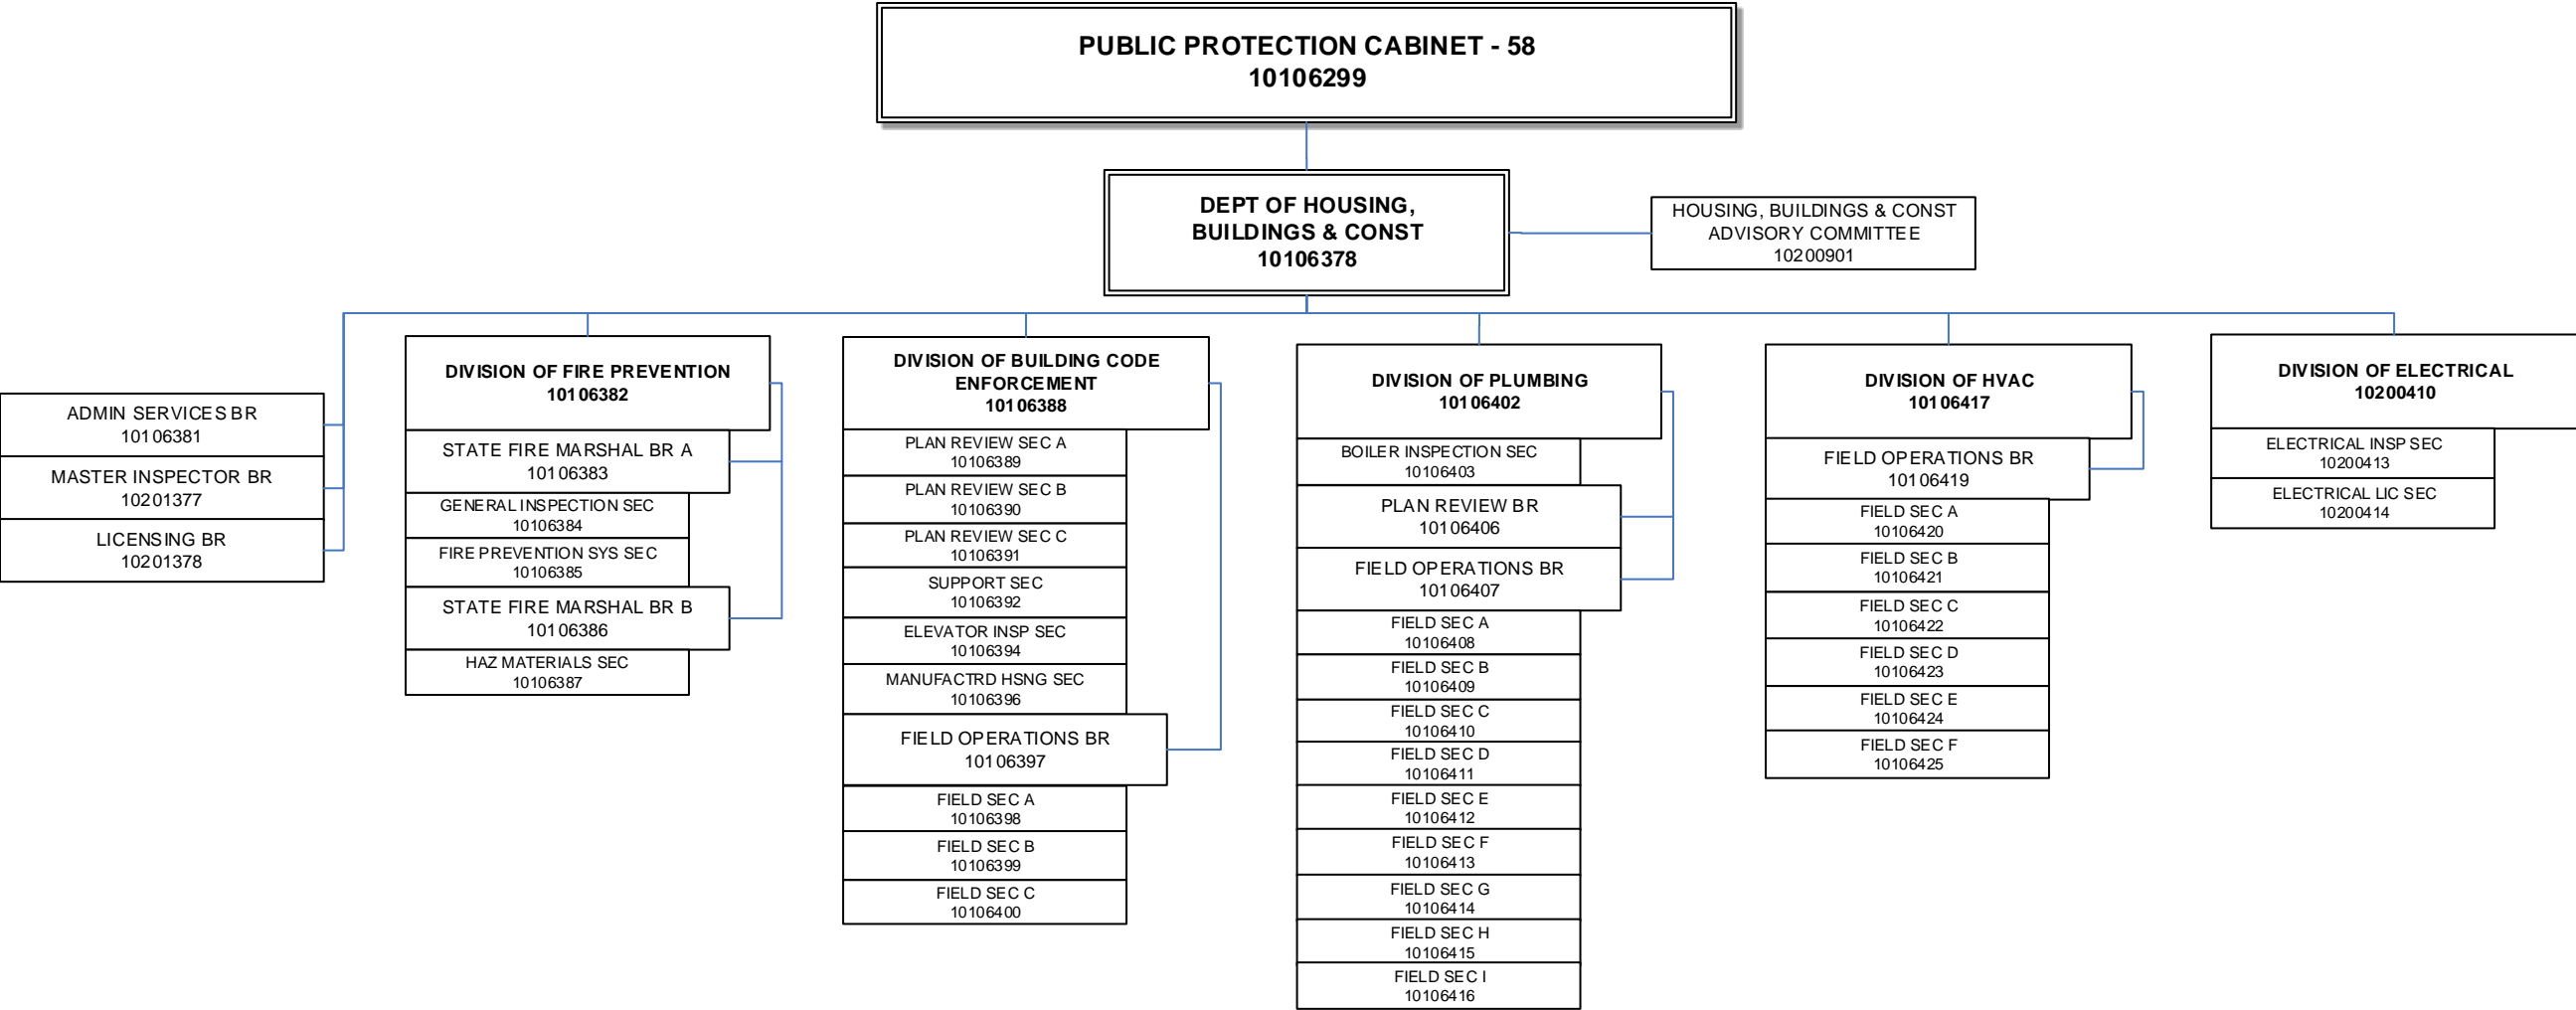 PUBLIC PROTECTION CABINET - 58
10106299
DEPT OF HOUSING,
BUILDINGS & CONST
10106378
HOUSING, BUILDINGS & CONST
ADVISORY COMMITTEE
10200901
ADMIN SERVICES BR
10106381
MASTER INSPECTOR BR
10201377
LICENSING BR
10201378
DIVISION OF FIRE PREVENTION
10106382
STATE FIRE MARSHAL BR A
10106383
GENERAL INSPECTION SEC
10106384
FIRE PREVENTION SYS SEC
10106385
STATE FIRE MARSHAL BR B
10106386
HAZ MATERIALS SEC
10106387
DIVISION OF BUILDING CODE
ENFORCEMENT
10106388
PLAN REVIEW SEC A
10106389
PLAN REVIEW SEC B
10106390
PLAN REVIEW SEC C
10106391
SUPPORT SEC
10106392
ELEVATOR INSP SEC
10106394
MANUFACTRD HSNG SEC
10106396
FIELD OPERATIONS BR
10106397
FIELD SEC A
10106398
FIELD SEC B
10106399
FIELD SEC C
10106400
DIVISION OF PLUMBING
10106402
BOILER INSPECTION SEC
10106403
PLAN REVIEW BR
10106406
FIELD OPERATIONS BR
10106407
FIELD SEC A
10106408
FIELD SEC B
10106409
FIELD SEC C
10106410
FIELD SEC D
10106411
FIELD SEC E
10106412
FIELD SEC F
10106413
FIELD SEC G
10106414
FIELD SEC H
10106415
FIELD SEC I
10106416
DIVISION OF HVAC
10106417
FIELD OPERATIONS BR
10106419
FIELD SEC A
10106420
FIELD SEC B
10106421
FIELD SEC C
10106422
FIELD SEC D
10106423
FIELD SEC E
10106424
FIELD SEC F
10106425
DIVISION OF ELECTRICAL
10200410
ELECTRICAL INSP SEC
10200413
ELECTRICAL LIC SEC
10200414